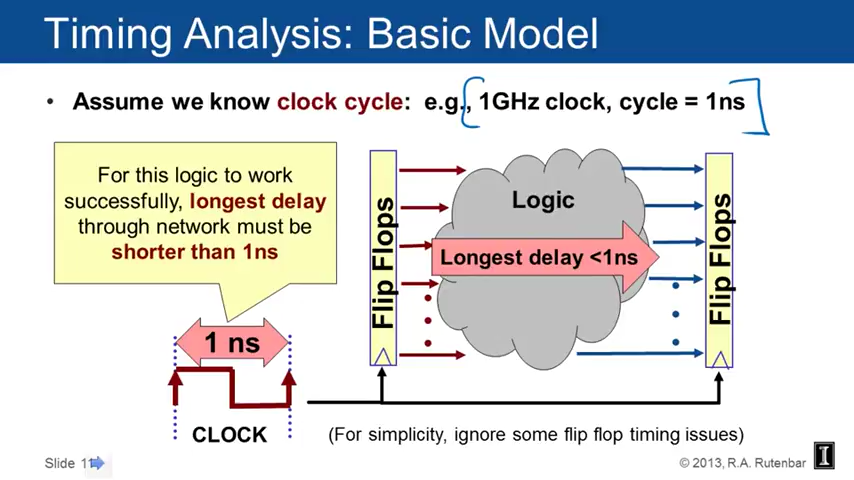 Timing Analysis: Basic Model
• Assume we know clock cycle: e.g., 1GHz clock, cycle = 1ns
For this logic to work
successfully, longest delay
through network must be
shorter than 1ns
Flip Flops
Logic
Longest delay <1ns
Flip Flops
1 ns
CLOCK
(For simplicity, ignore some flip flop timing issues)
Slide 11
© 2013, R.A. Rutenbar
I